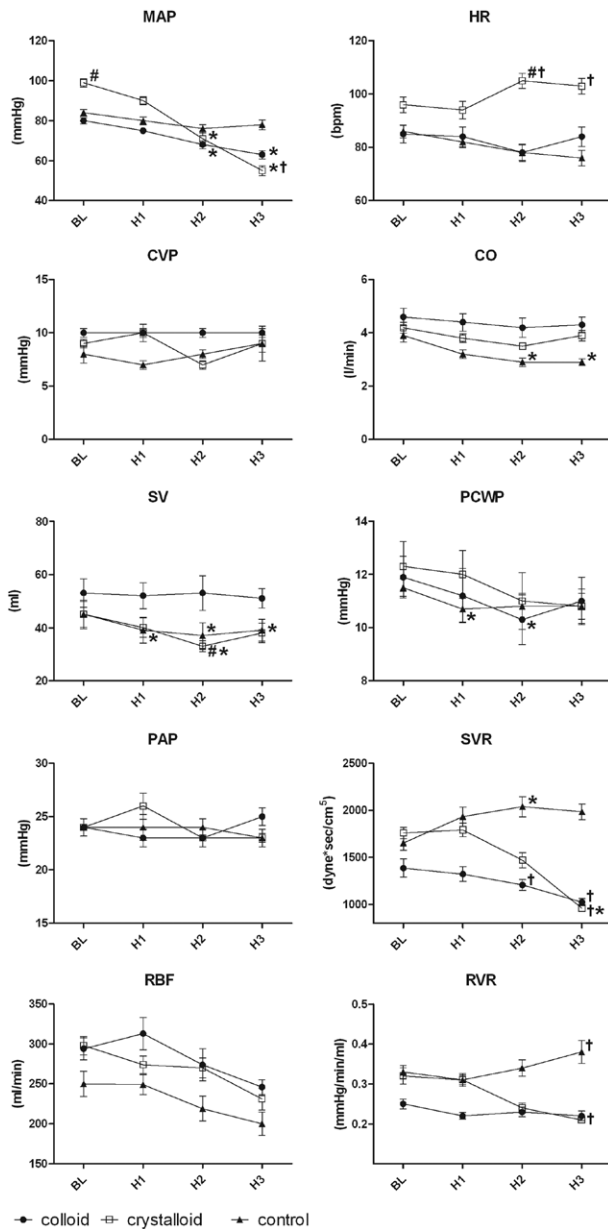 MAP
HR
120
100
80
60
40
(mmHg)
#
*
*
*
*†
BL
H1
H2
H3
120
100
80
60
(bpm)
#†
†
BL
H1
H2
H3
CVP
CO
15
10
5
0
(mmHg)
BL
H1
H2
H3
6
4
2
0
(l/min)
*
*
BL
H1
H2
H3
SV
PCWP
80
60
40
20
(ml)
*
*
#*
*
BL
H1
H2
H3
14
12
10
8
(mmHg)
*
*
BL
H1
H2
H3
PAP
SVR
30
25
20
15
(mmHg)
BL
H1
H2
H3
2500
2000
1500
1000
(dyne*sec/cm⁵)
*
†
†
†*
BL
H1
H2
H3
RBF
RVR
350
300
250
200
150
(ml/min)
BL
H1
H2
H3
0.5
0.4
0.3
0.2
(mmHg/min/ml)
†
†
BL
H1
H2
H3
colloid crystalloid control